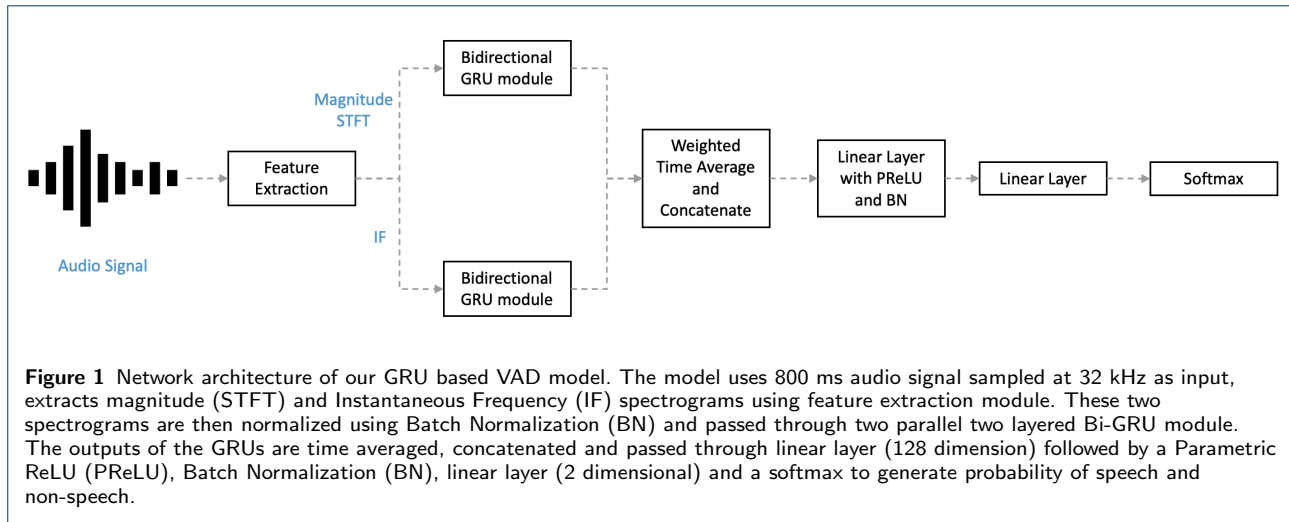 Bidirectional
GRU module
Magnitude
STFT
Feature
Extraction
Weighted
Time Average
and
Concatenate
Linear Layer
with PReLU
and BN
Linear Layer
Softmax
IF
Audio Signal
Bidirectional
GRU module
Figure 1 Network architecture of our GRU based VAD model. The model uses 800 ms audio signal sampled at 32 kHz as input,
extracts magnitude (STFT) and Instantaneous Frequency (IF) spectrograms using feature extraction module. These two
spectrograms are then normalized using Batch Normalization (BN) and passed through two parallel two layered Bi-GRU module.
The outputs of the GRUs are time averaged, concatenated and passed through linear layer (128 dimension) followed by a Parametric
ReLU (PReLU), Batch Normalization (BN), linear layer (2 dimensional) and a softmax to generate probability of speech and
non-speech.